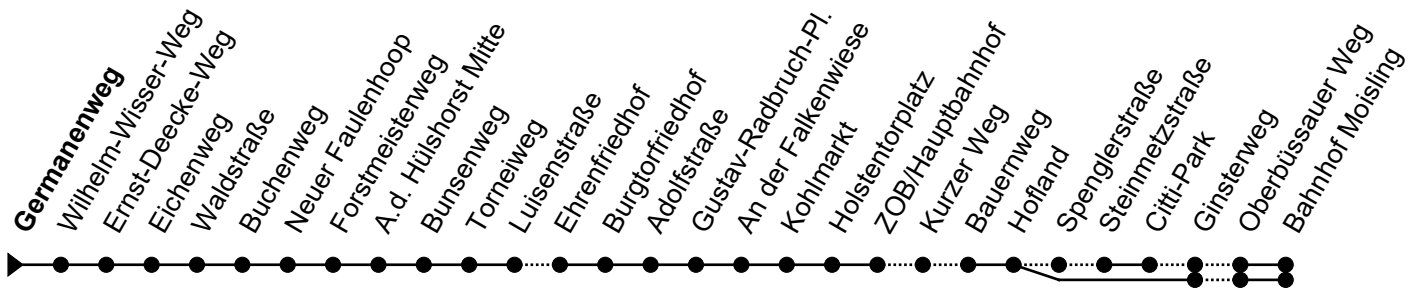 Germanenweg
Wilhelm-Wisser-Weg
Ernst-Deecke-Weg
Eichenweg
Waldstraße
Buchenweg
Neuer Faulenhoop
Forstmeisterweg
A.d. Hülshorst Mitte
Bunsenweg
Torneiweg
Luisenstraße
Ehrenfriedhof
Burgtorfriedhof
Adolfstraße
Gustav-Radbruch-Pl.
An der Falkenwiese
Kohlmarkt
Holstentorplatz
ZOB/Hauptbahnhof
Kurzer Weg
Bauernweg
Hofland
Spenglerstraße
Steinmetzstraße
Citti-Park
Ginsterweg
Oberbüssauer Weg
Bahnhof Moisling